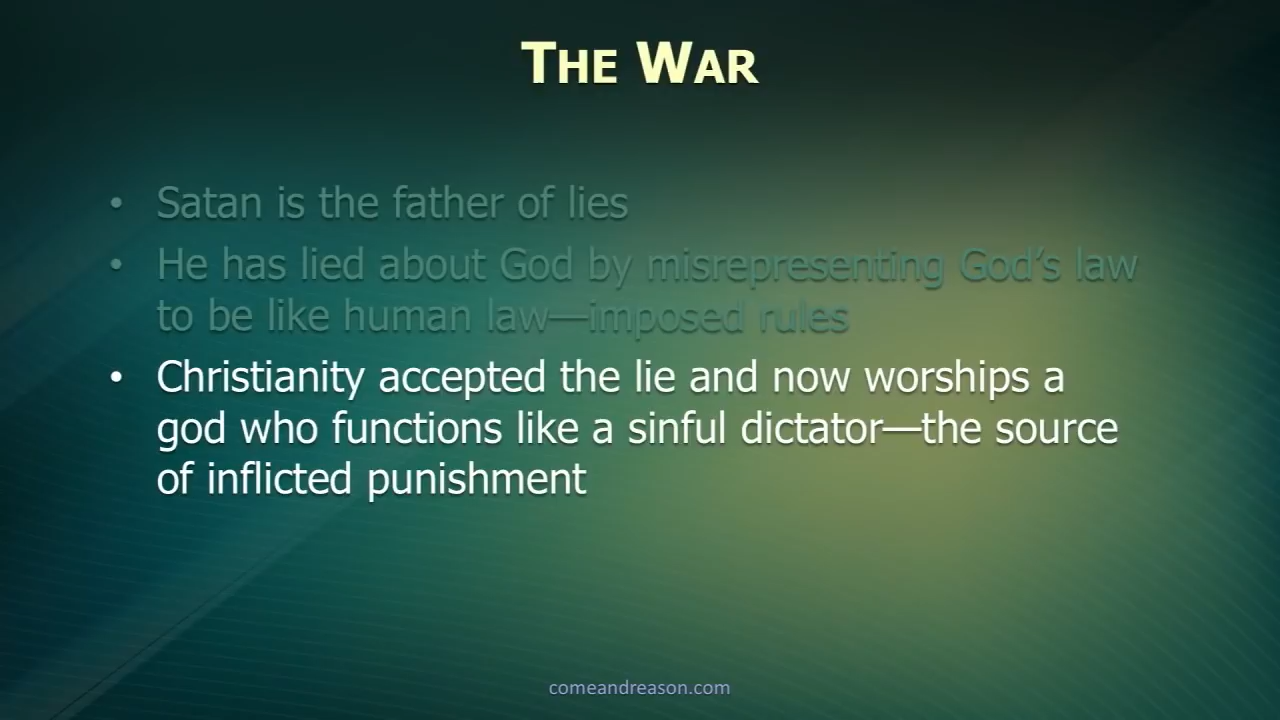 THE WAR
• Satan is the father of lies
• He has lied about God by misrepresenting God’s law
to be like human law—imposed rules
• Christianity accepted the lie and now worships a
god who functions like a sinful dictator—the source
of inflicted punishment
comeandreason.com